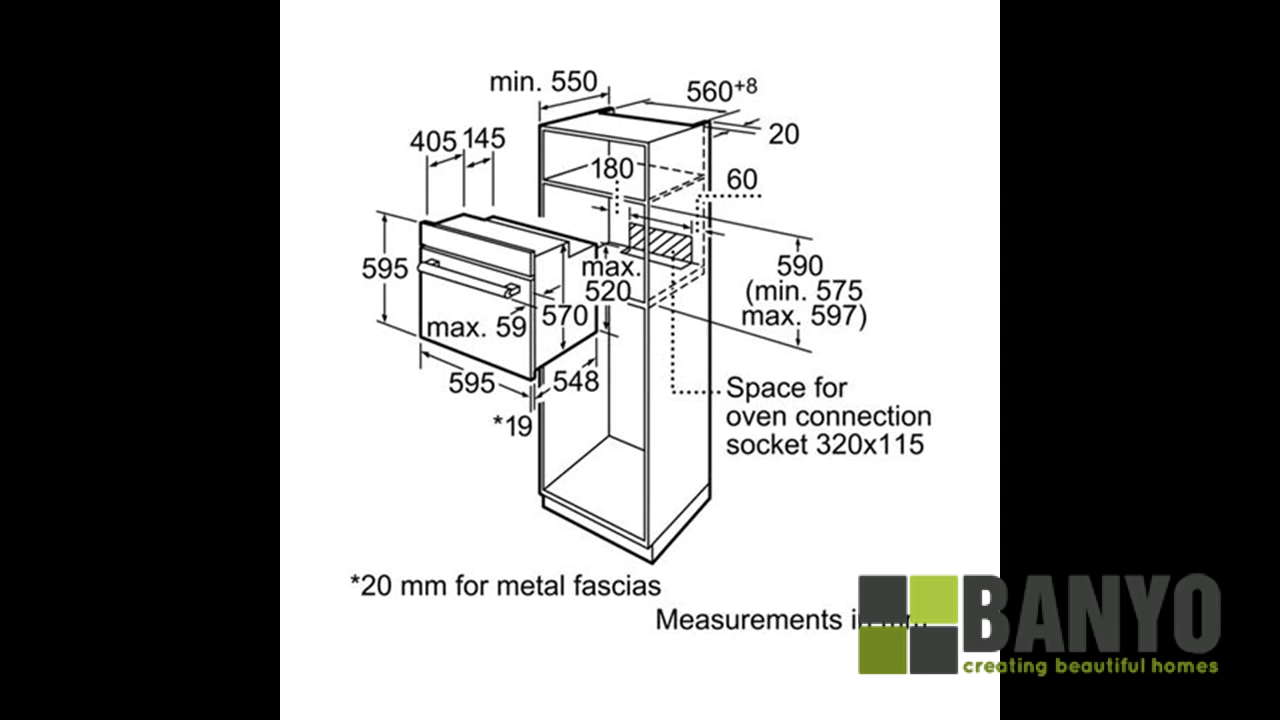 min. 550
560+8
20
405
145
180
60
595
max.
520
590
(min. 575
max. 597)
570
max. 59
595
548
*19
Space for
oven connection
socket 320x115
*20 mm for metal fascias
Measurements in mm
BANYO
creating beautiful homes